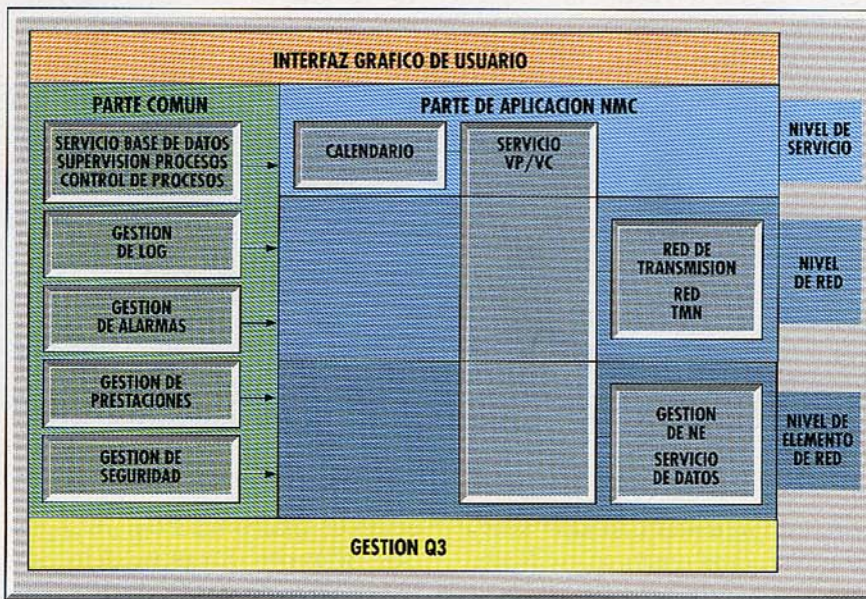 INTERFAZ GRAFICO DE USUARIO
PARTE COMUN
SERVICIO BASE DE DATOS
SUPERVISION PROCESOS
CONTROL DE PROCESOS
GESTION
DE LOG
GESTION
DE ALARMAS
GESTION DE
PRESTACIONES
GESTION DE
SEGURIDAD
PARTE DE APLICACION NMC
CALENDARIO
SERVICIO
VP/VC
RED DE
TRANSMISION
RED
TMN
GESTION
DE NE
SERVICIO
DE DATOS
NIVEL DE
SERVICIO
NIVEL
DE RED
NIVEL DE
ELEMENTO
DE RED
GESTION Q3